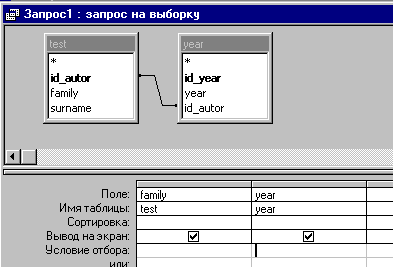 Запрос1 : запрос на выборку
test
*
id_autor
family
surname
year
*
id_year
year
id_autor
Поле: family year
Имя таблицы: test year
Сортировка:
Вывод на экран:
Условие отбора:
или: